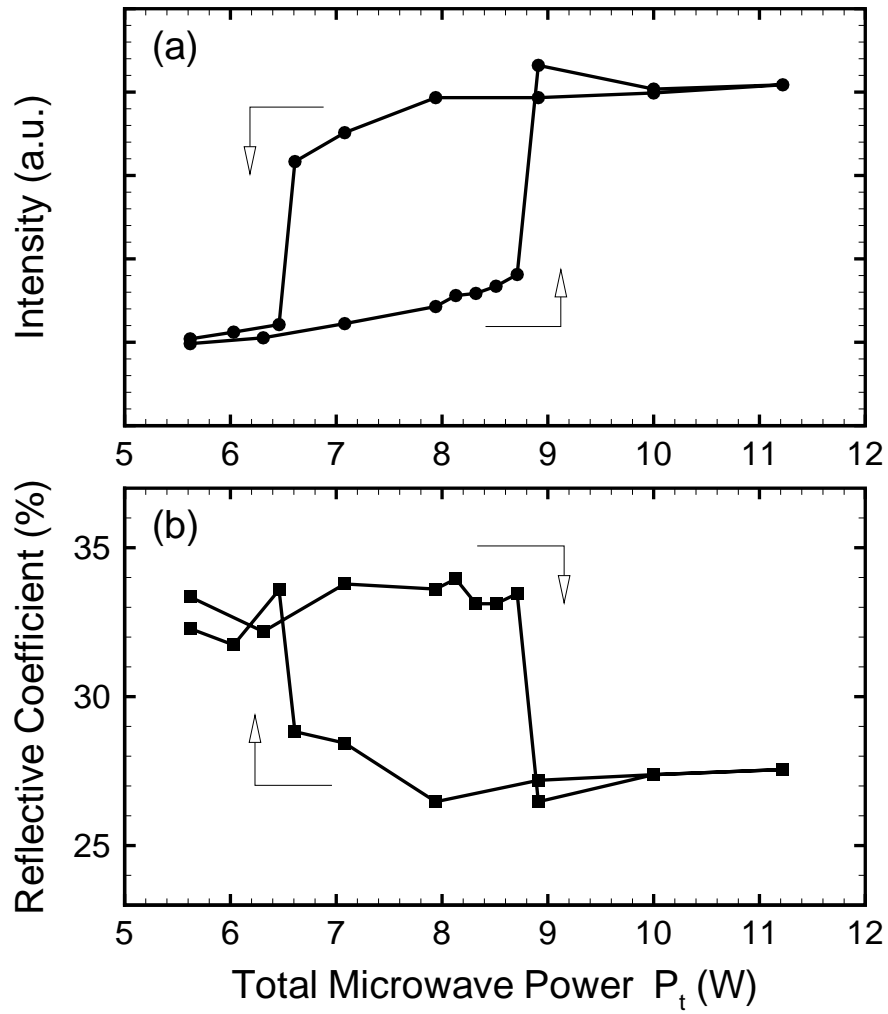 (a)
Intensity (a.u.)
5 6 7 8 9 10 11 12
(b)
Reflective Coefficient (%)
35
30
25
5 6 7 8 9 10 11 12
Total Microwave Power P_t (W)